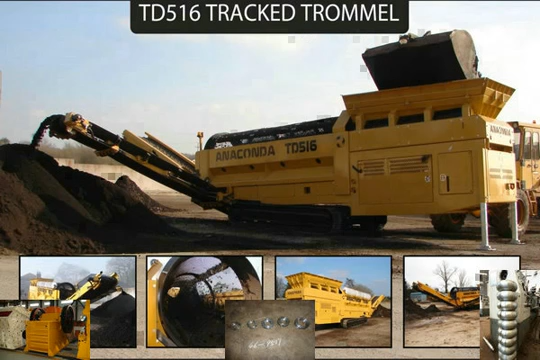 TD516 TRACKED TROMMEL
ANACONDA TD516
ANACONDA